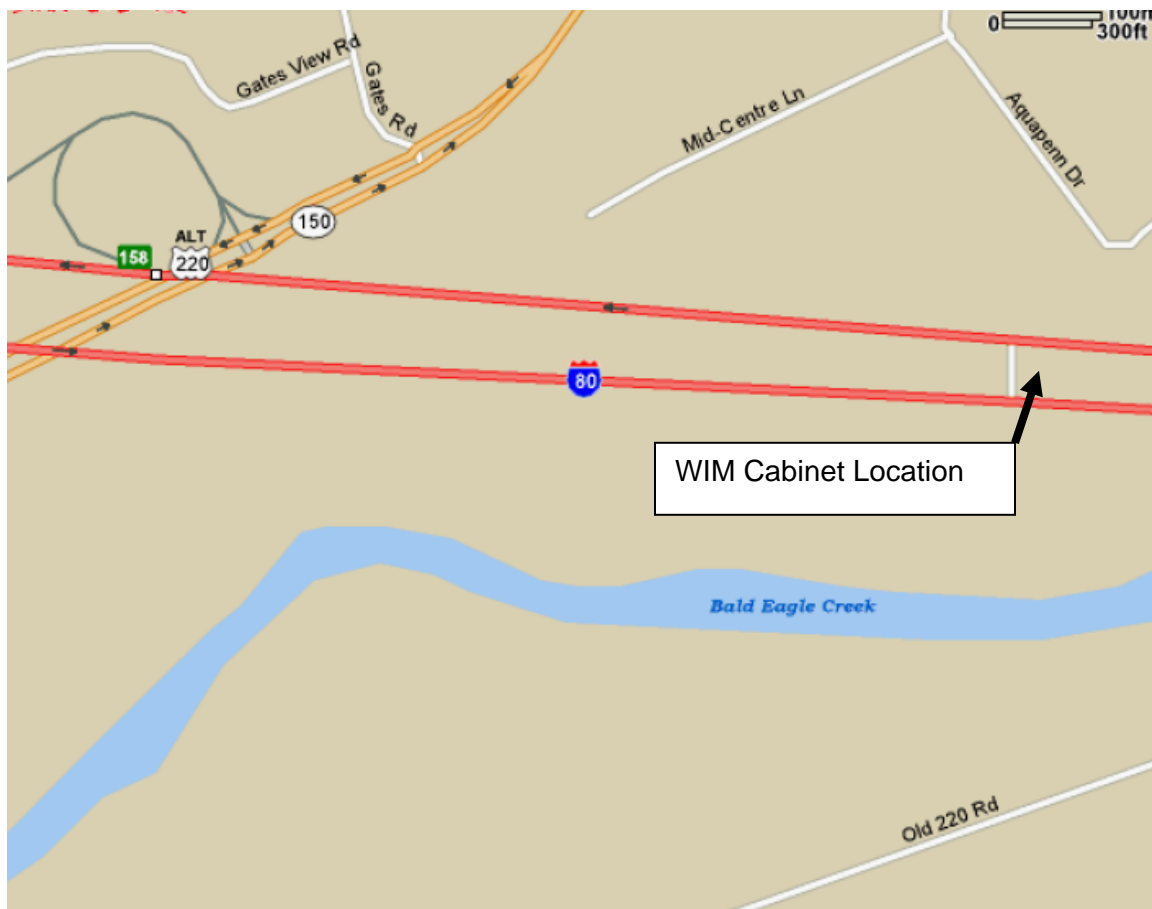 0
100m
300ft
Gates View Rd
Gates Rd
Mid-Centre Ln
Aquapenn Dr
150
ALT
220
158
80
WIM Cabinet Location
Bald Eagle Creek
Old 220 Rd